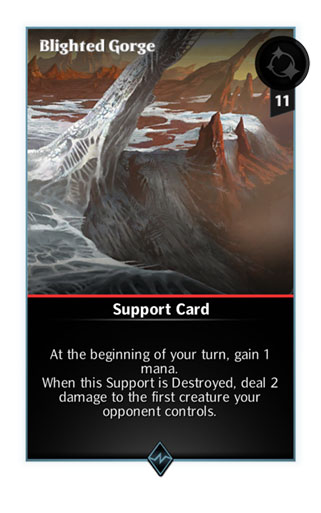 Blighted Gorge
11
Support Card
At the beginning of your turn, gain 1
mana.
When this Support is Destroyed, deal 2
damage to the first creature your
opponent controls.